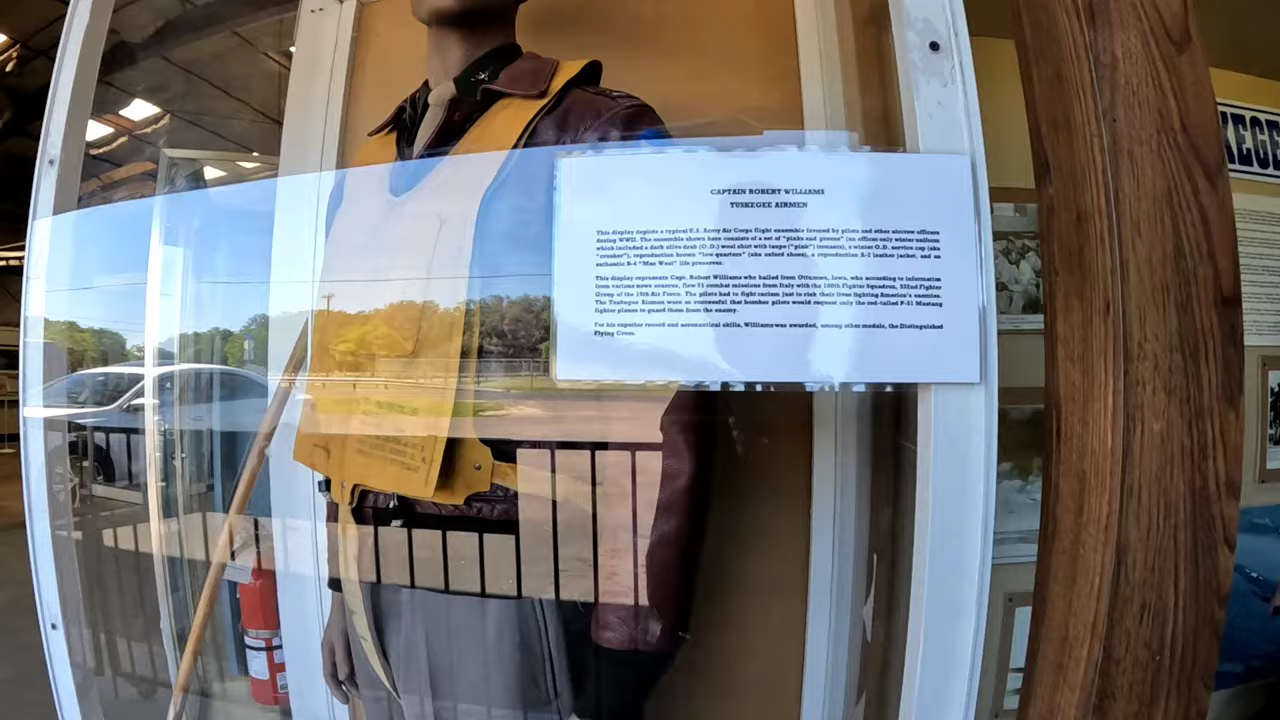 CAPTAIN ROBERT WILLIAMS
TUSKEGEE AIRMEN
This display depicts a typical U.S. Army Air Corps flight ensemble favored by pilots and other aircrew officers
during WWII. The ensemble shown here consists of a set of "pinks and greens" (an officer only winter uniform
which included a dark olive drab (O.D.) wool shirt with taupe ("pink") trousers), a winter O.D. service cap (aka
"crusher"), reproduction brown "low quarters" (aka oxford shoes), a reproduction A-2 leather jacket, and an
authentic B-4 "Mae West" life preserver.
This display represents Capt. Robert Williams who hailed from Ottumwa, Iowa, who according to information
from various news sources, flew 51 combat missions from Italy with the 100th Fighter Squadron, 332nd Fighter
Group of the 15th Air Force. The pilots had to fight racism just to risk their lives fighting America's enemies.
The Tuskegee Airmen were so successful that bomber pilots would request only the red-tailed P-51 Mustang
fighter planes to guard them from the enemy.
For his superior record and aeronautical skills, Williams was awarded, among other medals, the Distinguished
Flying Cross.
KEGE